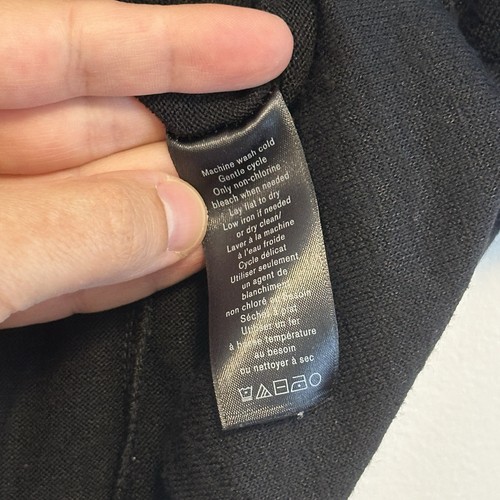 Machine wash cold
Gentle cycle
Only non-chlorine
bleach when needed
Lay flat to dry
Low iron if needed
or dry clean/
Laver à la machine
à l'eau froide
Cycle délicat
Utiliser seulement
un agent de
blanchiment
non chloré au besoin
Sécher à plat
Utiliser un fer
à basse température
au besoin
ou nettoyer à sec